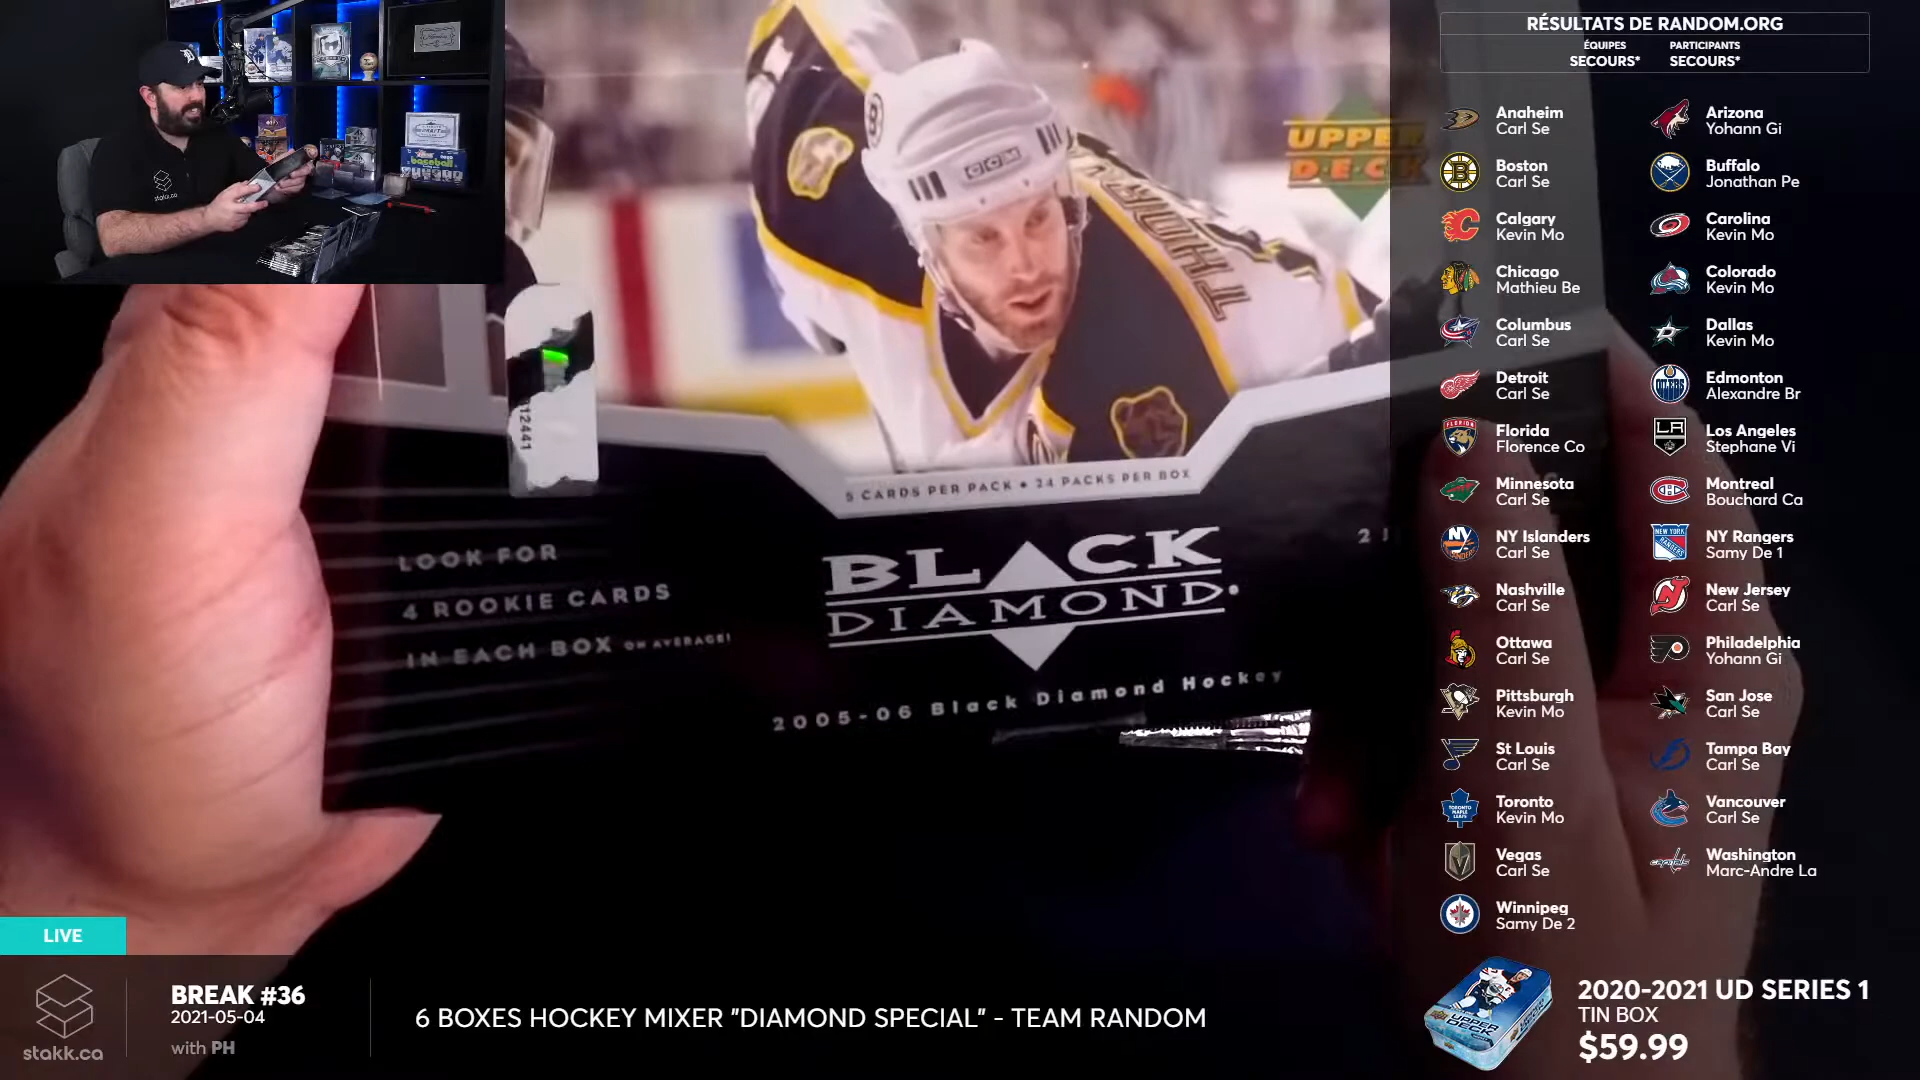 RÉSULTATS DE RANDOM.ORG
ÉQUIPES
SECOURS*
PARTICIPANTS
SECOURS*
Anaheim
Carl Se
Arizona
Yohann Gi
Boston
Carl Se
Buffalo
Jonathan Pe
Calgary
Kevin Mo
Carolina
Kevin Mo
Chicago
Mathieu Be
Colorado
Kevin Mo
Columbus
Carl Se
Dallas
Kevin Mo
Detroit
Carl Se
Edmonton
Alexandre Br
Florida
Florence Co
Los Angeles
Stephane Vi
Minnesota
Carl Se
Montreal
Bouchard Ca
NY Islanders
Carl Se
NY Rangers
Samy De 1
Nashville
Carl Se
New Jersey
Carl Se
Ottawa
Carl Se
Philadelphia
Yohann Gi
Pittsburgh
Kevin Mo
San Jose
Carl Se
St Louis
Carl Se
Tampa Bay
Carl Se
Toronto
Kevin Mo
Vancouver
Carl Se
Vegas
Carl Se
Washington
Marc-Andre La
Winnipeg
Samy De 2
UPPER
D·E·C·K
CCM
12441
5 CARDS PER PACK • 24 PACKS PER BOX
LOOK FOR
4 ROOKIE CARDS
IN EACH BOX ON AVERAGE!
BLACK
DIAMOND
2005-06 Black Diamond Hockey
LIVE
stakk.ca
BREAK #36
2021-05-04
with PH
6 BOXES HOCKEY MIXER "DIAMOND SPECIAL" - TEAM RANDOM
UPPER DECK
2020-2021 UD SERIES 1
TIN BOX
$59.99